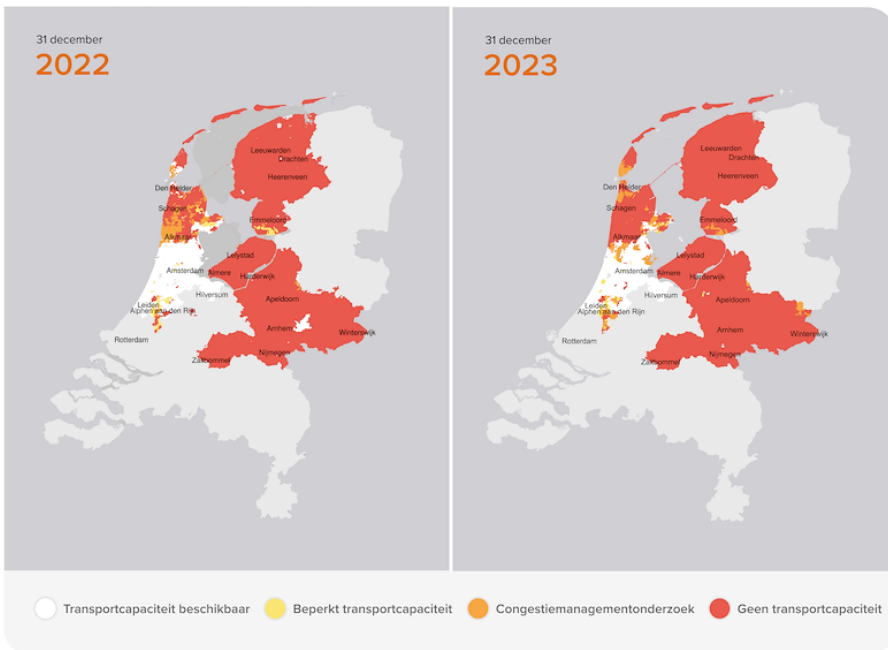 31 december
2022
Leeuwarden
Drachten
Heerenveen
Den Helder
Schagen
Emmeloord
Alkmaar
Lelystad
Amsterdam
Almere
Harderwijk
Hilversum
Apeldoorn
Leiden
Alphen aan den Rijn
Arnhem
Winterswijk
Rotterdam
Nijmegen
Zaltbommel
31 december
2023
Leeuwarden
Drachten
Heerenveen
Den Helder
Schagen
Emmeloord
Alkmaar
Lelystad
Amsterdam
Almere
Harderwijk
Hilversum
Apeldoorn
Leiden
Alphen aan den Rijn
Arnhem
Winterswijk
Rotterdam
Nijmegen
Zaltbommel
Transportcapaciteit beschikbaar
Beperkt transportcapaciteit
Congestiemanagementonderzoek
Geen transportcapaciteit